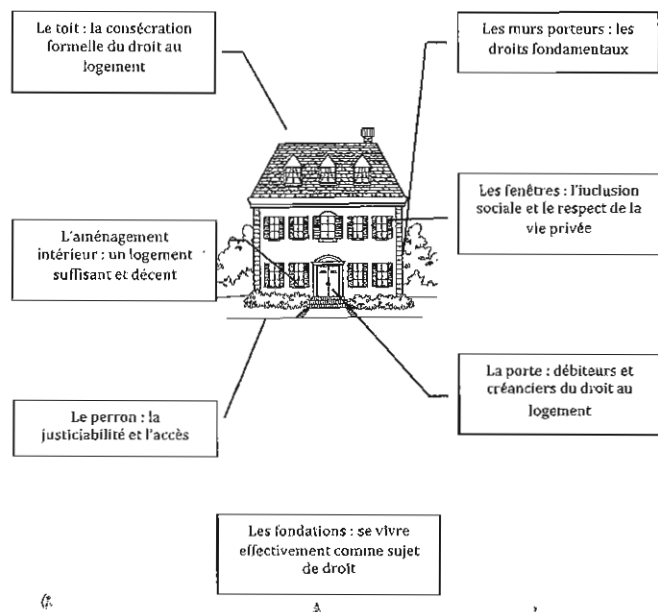 Le toit : la consécration
formelle du droit au
logement
Les murs porteurs : les
droits fondamentaux
Les fenêtres : l'iuclusion
sociale et le respect de la
vie privée
L'aménagement
intérieur : un logement
suffisant et décent
La porte : débiteurs et
créanciers du droit au
logement
Le perron : la
justiciabilité et l'accès
Les fondations : se vivre
effectivement comme sujet
de droit